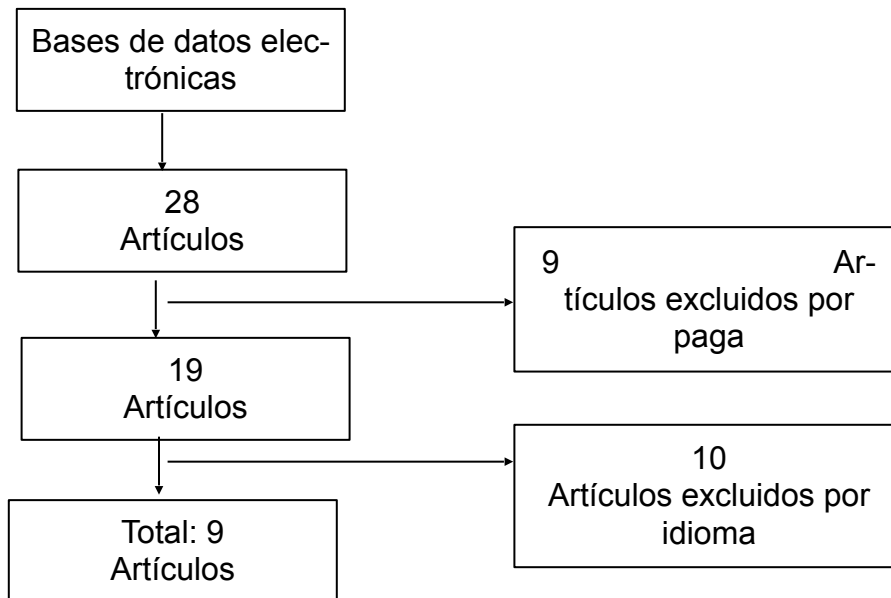 Bases de datos elec-
trónicas
28
Artículos
9 Ar-
tículos excluidos por
paga
19
Artículos
10
Artículos excluidos por
idioma
Total: 9
Artículos